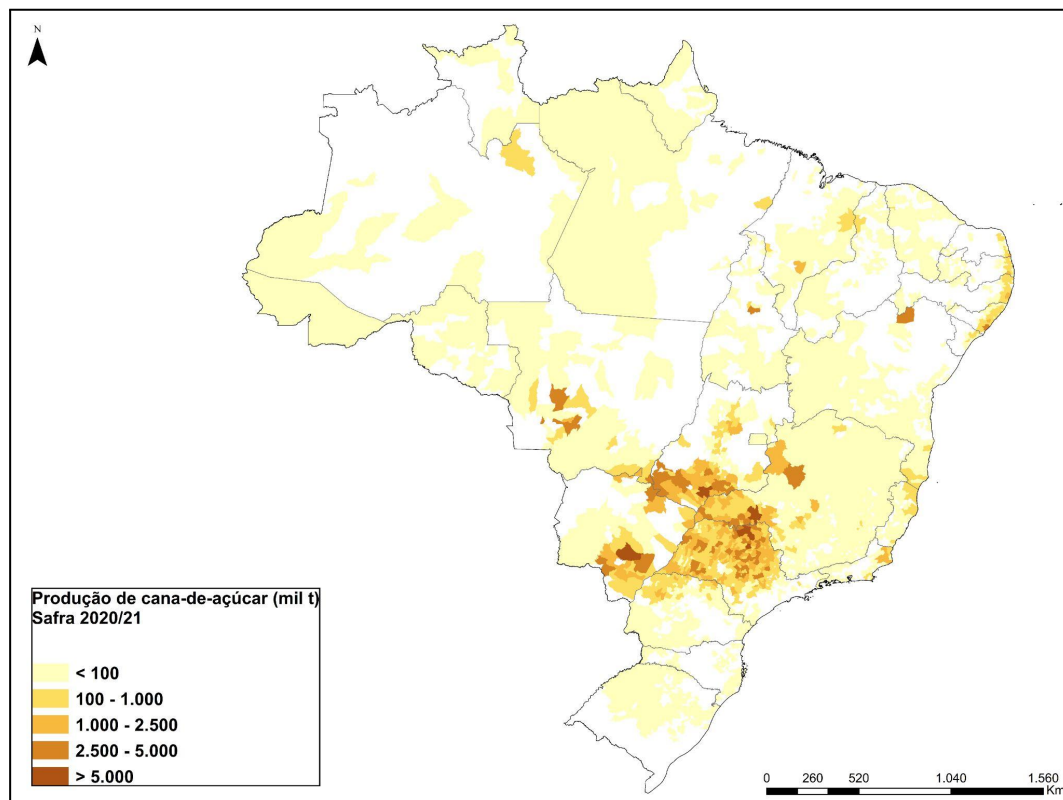 N
Produção de cana-de-açúcar (mil t)
Safra 2020/21
< 100
100 - 1.000
1.000 - 2.500
2.500 - 5.000
> 5.000
0 260 520 1.040 1.560
Km